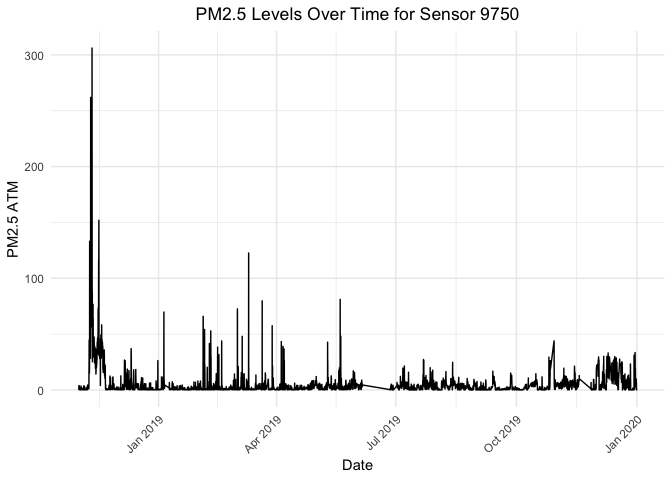 PM2.5 Levels Over Time for Sensor 9750
PM2.5 ATM
300
200
100
0
Jan 2019
Apr 2019
Jul 2019
Oct 2019
Jan 2020
Date